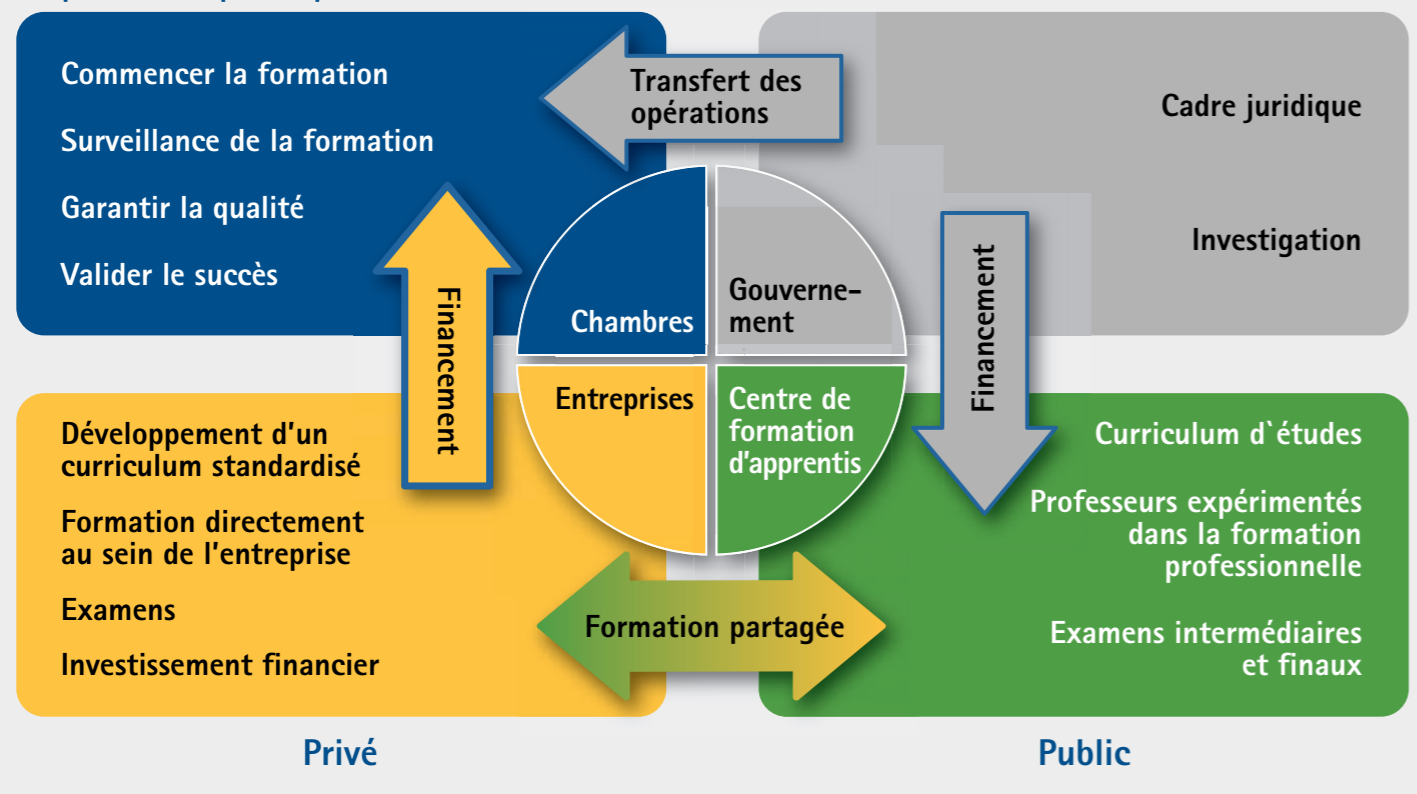 Commencer la formation
Surveillance de la formation
Garantir la qualité
Valider le succès
Transfert des
opérations
Cadre juridique
Investigation
Financement
Financement
Chambres
Gouverne-
ment
Entreprises
Centre de
formation
d'apprentis
Développement d'un
curriculum standardisé
Formation directement
au sein de l'entreprise
Examens
Investissement financier
Formation partagée
Curriculum d`études
Professeurs expérimentés
dans la formation
professionnelle
Examens intermédiaires
et finaux
Privé
Public